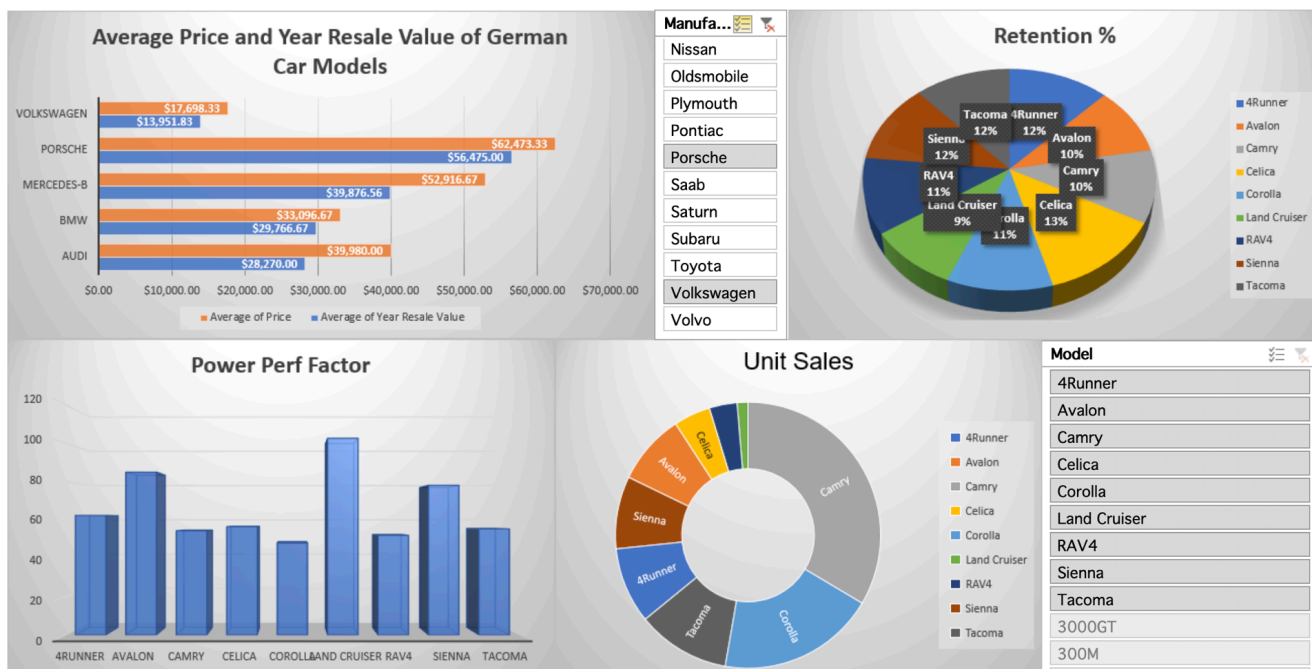 Average Price and Year Resale Value of German
Car Models
VOLKSWAGEN
$17,698.33
$13,951.83
PORSCHE
$62,473.33
$56,475.00
MERCEDES-B
$52,916.67
$39,876.56
BMW
$33,096.67
$29,766.67
AUDI
$39,980.00
$28,270.00
$0.00 $10,000.00 $20,000.00 $30,000.00 $40,000.00 $50,000.00 $60,000.00 $70,000.00
Average of Price Average of Year Resale Value
Manufa...
Nissan
Oldsmobile
Plymouth
Pontiac
Porsche
Saab
Saturn
Subaru
Toyota
Volkswagen
Volvo
Retention %
Tacoma
12%
4Runner
12%
Avalon
10%
Camry
10%
Celica
13%
rolla
11%
Land Cruiser
9%
RAV4
11%
Sienna
12%
4Runner
Avalon
Camry
Celica
Corolla
Land Cruiser
RAV4
Sienna
Tacoma
Power Perf Factor
120
100
80
60
40
20
0
4RUNNER AVALON CAMRY CELICA COROLLA LAND CRUISER RAV4 SIENNA TACOMA
Unit Sales
Camry
Corolla
Tacoma
4Runner
Sienna
Avalon
Celica
4Runner
Avalon
Camry
Celica
Corolla
Land Cruiser
RAV4
Sienna
Tacoma
Model
4Runner
Avalon
Camry
Celica
Corolla
Land Cruiser
RAV4
Sienna
Tacoma
3000GT
300M